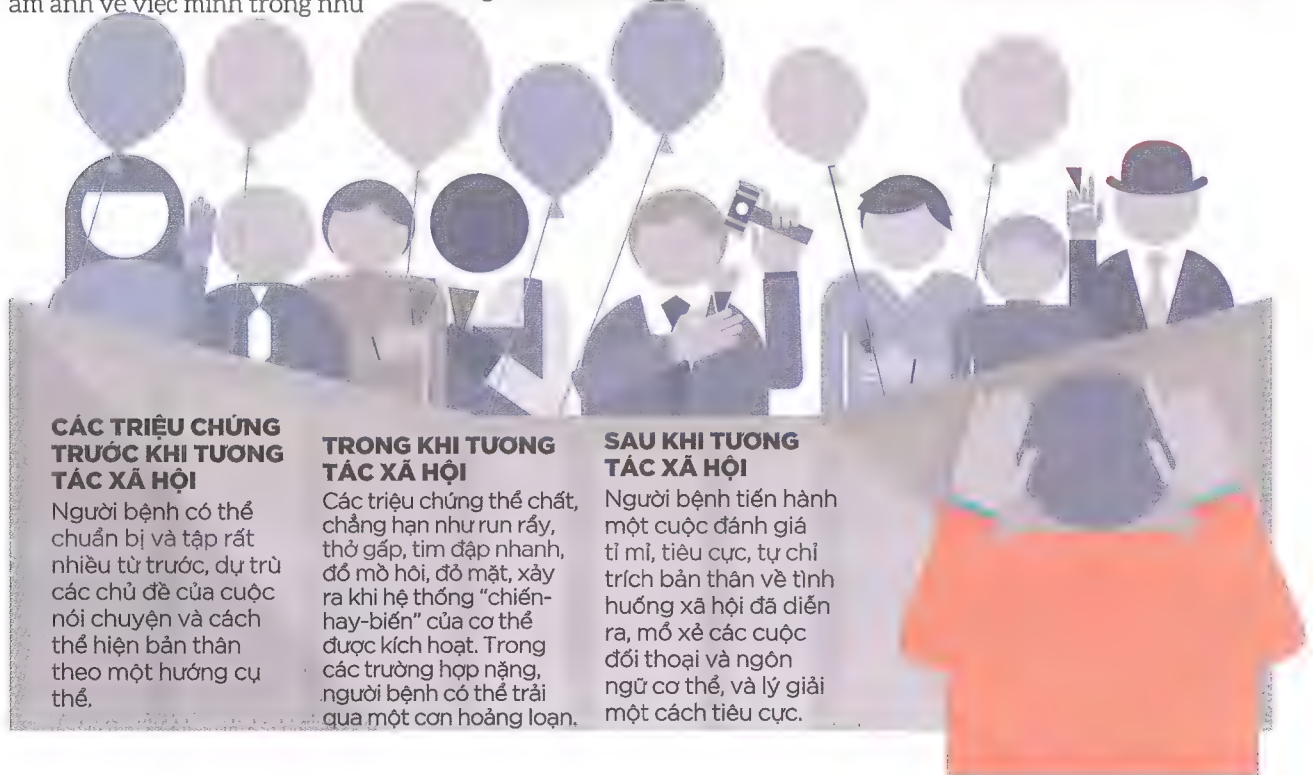 ám ảnh về việc mình trông như
CÁC TRIỆU CHỨNG
TRƯỚC KHI TƯƠNG
TÁC XÃ HỘI
Người bệnh có thể
chuẩn bị và tập rất
nhiều từ trước, dự trù
các chủ đề của cuộc
nói chuyện và cách
thể hiện bản thân
theo một hướng cụ
thể.
TRONG KHI TƯƠNG
TÁC XÃ HỘI
Các triệu chứng thể chất,
chẳng hạn như run rẩy,
thở gấp, tim đập nhanh,
đổ mồ hôi, đỏ mặt, xảy
ra khi hệ thống “chiến-
hay-biến” của cơ thể
được kích hoạt. Trong
các trường hợp nặng,
người bệnh có thể trải
qua một cơn hoảng loạn.
SAU KHI TƯƠNG
TÁC XÃ HỘI
Người bệnh tiến hành
một cuộc đánh giá
tỉ mỉ, tiêu cực, tự chỉ
trích bản thân về tình
huống xã hội đã diễn
ra, mổ xẻ các cuộc
đối thoại và ngôn
ngữ cơ thể, và lý giải
một cách tiêu cực.